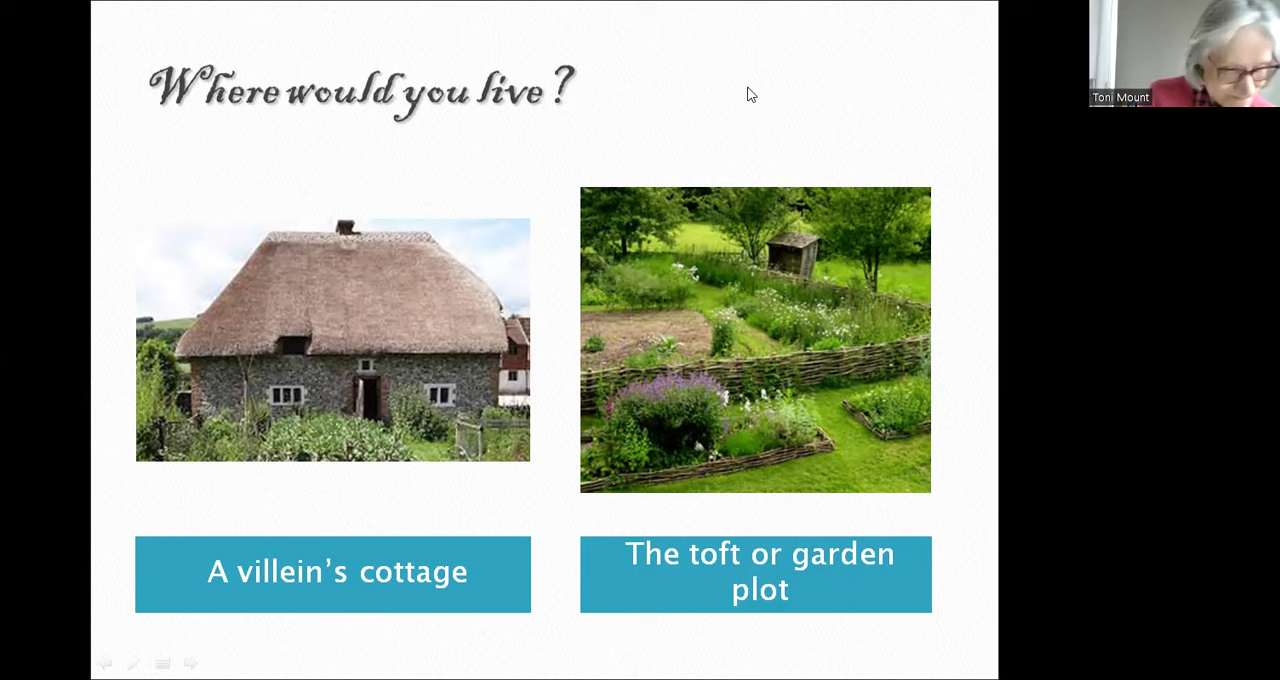 Where would you live?
Toni Mount
A villein's cottage
The toft or garden
plot